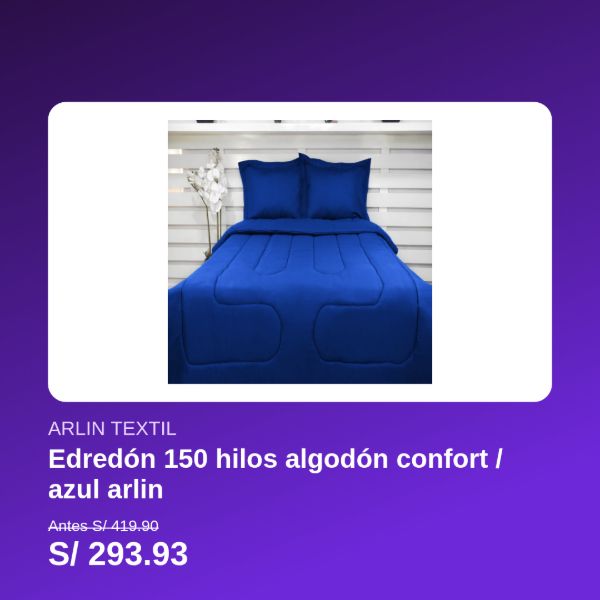 ARLIN TEXTIL
Edredón 150 hilos algodón confort /
azul arlin
Antes S/ 419.90
S/ 293.93